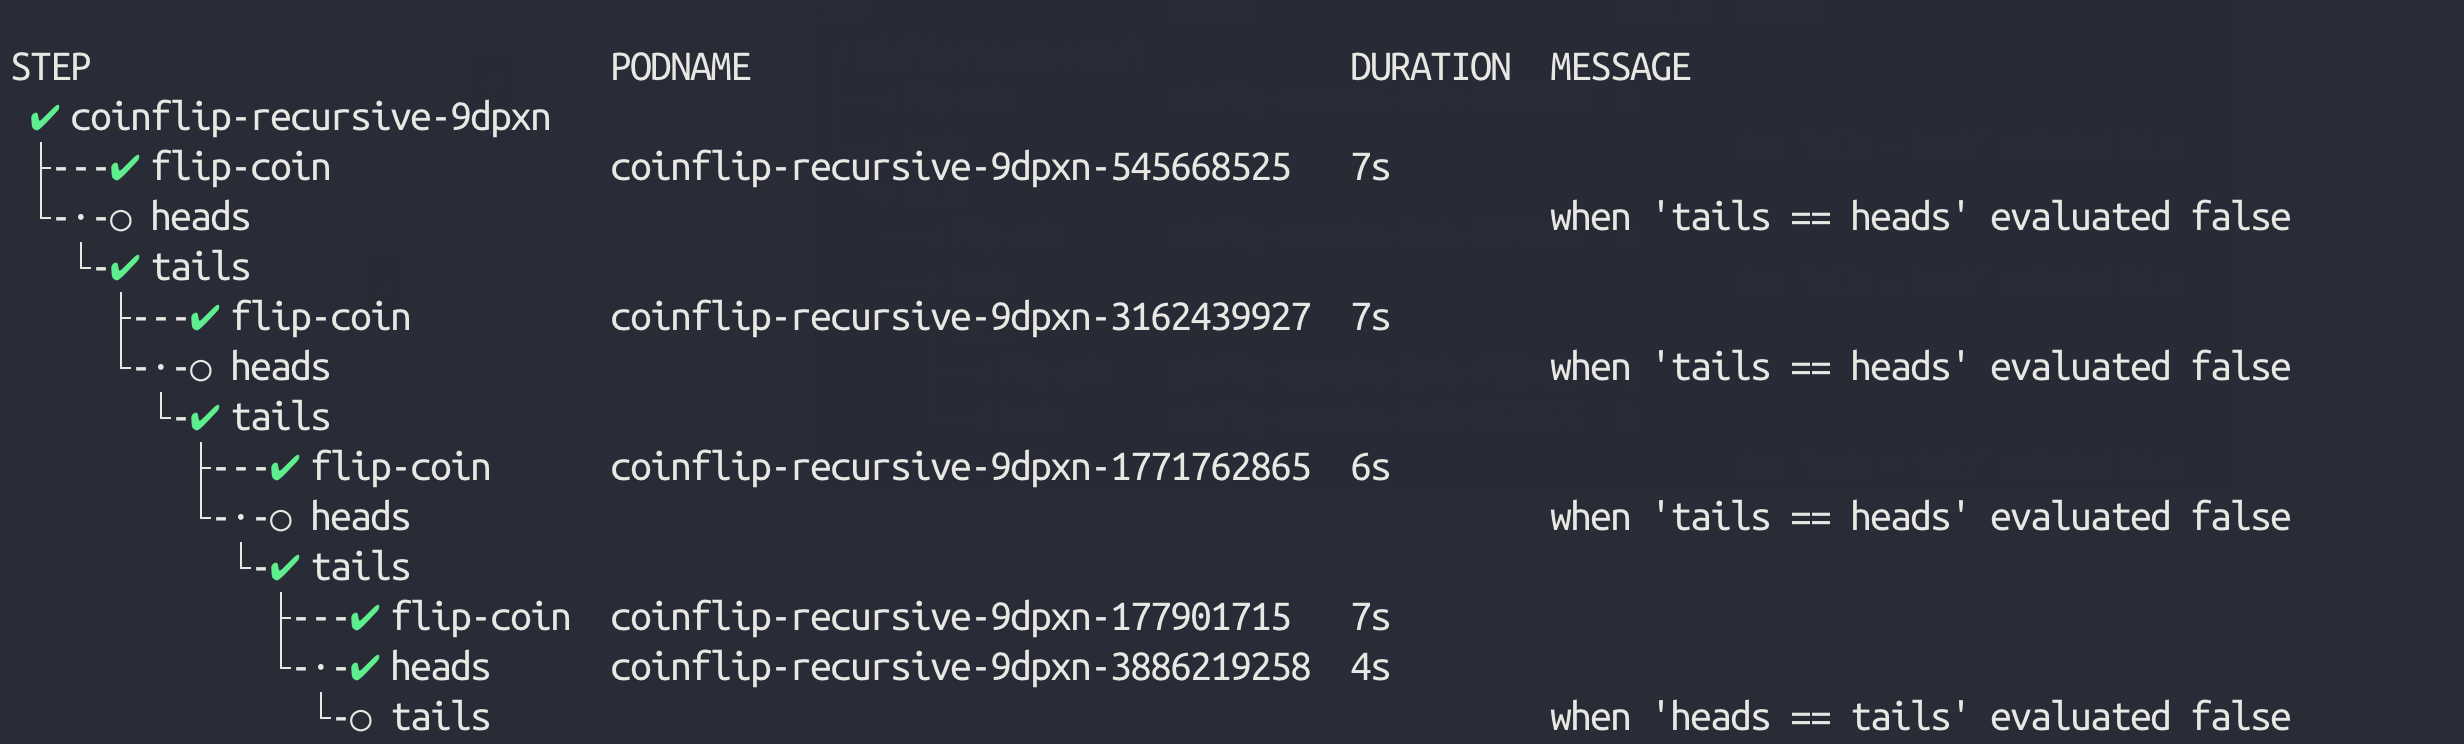 STEP PODNAME DURATION MESSAGE
✔ coinflip-recursive-9dpxn
├---✔ flip-coin coinflip-recursive-9dpxn-545668525 7s
└-·-○ heads when 'tails == heads' evaluated false
└-✔ tails
├---✔ flip-coin coinflip-recursive-9dpxn-3162439927 7s
└-·-○ heads when 'tails == heads' evaluated false
└-✔ tails
├---✔ flip-coin coinflip-recursive-9dpxn-1771762865 6s
└-·-○ heads when 'tails == heads' evaluated false
└-✔ tails
├---✔ flip-coin coinflip-recursive-9dpxn-177901715 7s
└-·-✔ heads coinflip-recursive-9dpxn-3886219258 4s
└-○ tails when 'heads == tails' evaluated false